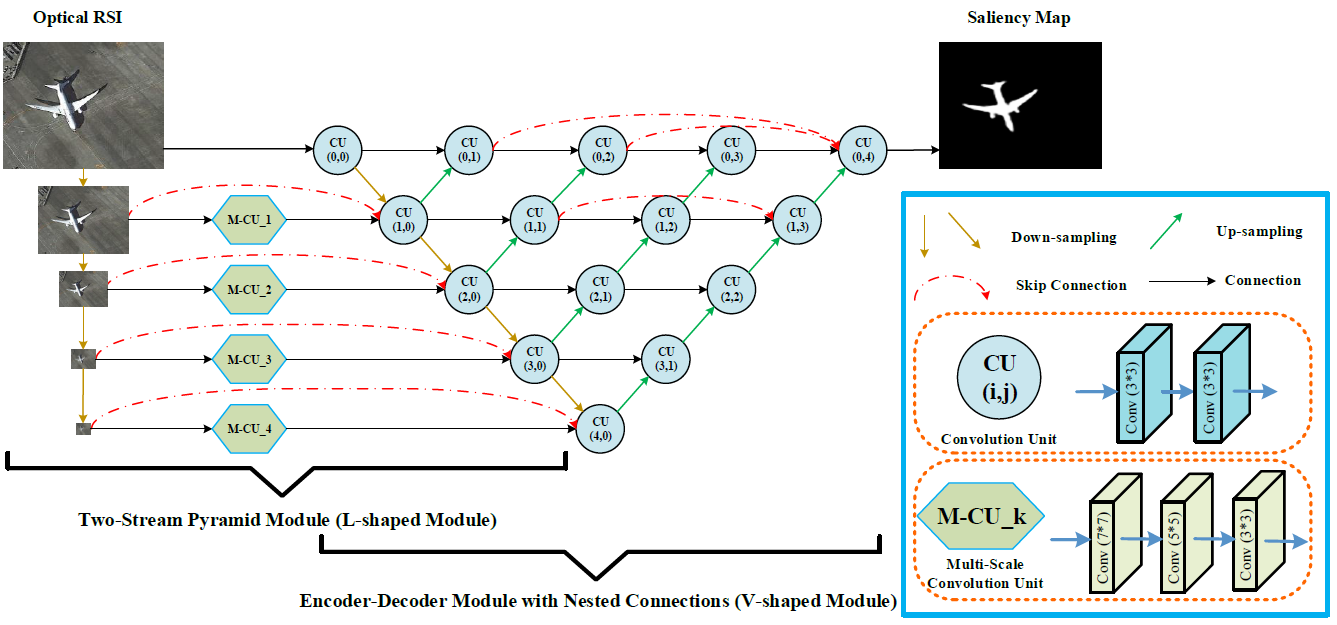 Optical RSI
Saliency Map
CU
(0,0)
CU
(0,1)
CU
(0,2)
CU
(0,3)
CU
(0,4)
M-CU_1
CU
(1,0)
CU
(1,1)
CU
(1,2)
CU
(1,3)
M-CU_2
CU
(2,0)
CU
(2,1)
CU
(2,2)
M-CU_3
CU
(3,0)
CU
(3,1)
M-CU_4
CU
(4,0)
Two-Stream Pyramid Module (L-shaped Module)
Encoder-Decoder Module with Nested Connections (V-shaped Module)
Down-sampling
Up-sampling
Skip Connection
Connection
CU
(i,j)
Convolution Unit
Conv (3*3)
Conv (3*3)
M-CU_k
Multi-Scale
Convolution Unit
Conv (7*7)
Conv (5*5)
Conv (3*3)